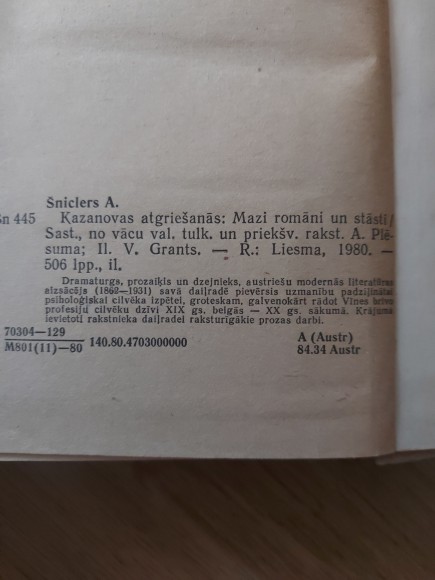 Šniclers A.
Šn 445 Kazanovas atgriešanās: Mazi romāni un stāsti /
Sast., no vācu val. tulk. un priekšv. rakst. A. Plē-
suma; Il. V. Grants. — R.: Liesma, 1980. —
506 lpp., il.
Dramaturgs, prozaiķis un dzejnieks, austriešu modernās literatūras
aizsācējs (1862—1931) savā daiļradē pievērsis uzmanību padziļinātai
psiholoģiskai cilvēka izpētei, groteskam, galvenokārt rādot Vīnes brīvo
profesiju cilvēku dzīvi XIX gs. beigās — XX gs. sākumā. Krājumā
ievietoti rakstnieka daiļradei raksturīgākie prozas darbi.
70304—129
M801(11)—80 140.80.4703000000
A (Austr)
84.34 Austr